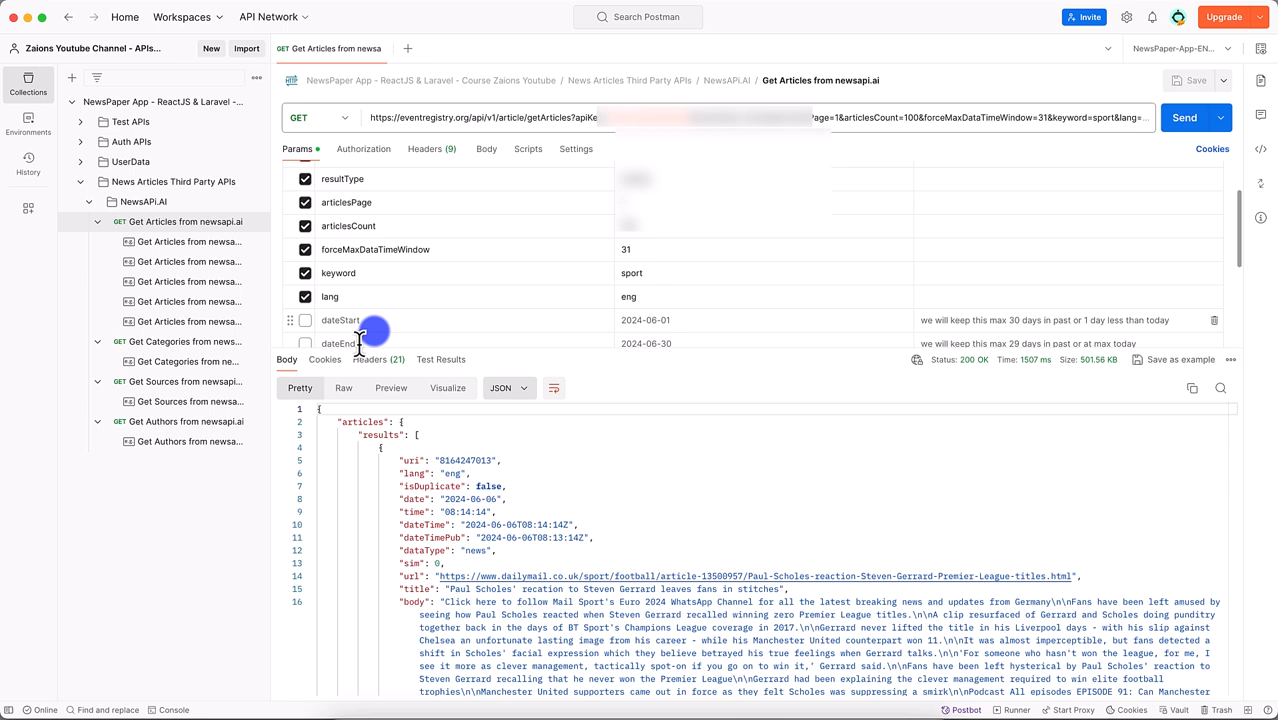 Home Workspaces API Network Search Postman Invite Upgrade
Zaions Youtube Channel - APIs... New Import GET Get Articles from newsa NewsPaper-App-EN...
Collections
Environments
History
NewsPaper App - ReactJS & Laravel -...
Test APIs
Auth APIs
UserData
News Articles Third Party APIs
NewsAPi.AI
GET Get Articles from newsapi.ai
Get Articles from newsa...
Get Articles from newsa...
Get Articles from newsa...
Get Articles from newsa...
Get Articles from newsa...
GET Get Categories from news...
Get Categories from ne...
GET Get Sources from newsapi...
Get Sources from newsa...
GET Get Authors from newsapi.ai
Get Authors from newsa...
HTTP NewsPaper App - ReactJS & Laravel - Course Zaions Youtube / News Articles Third Party APIs / NewsAPi.AI / Get Articles from newsapi.ai Save
GET https://eventregistry.org/api/v1/article/getArticles?apiKe age=1&articlesCount=100&forceMaxDataTimeWindow=31&keyword=sport&lang=... Send
Params Authorization Headers (9) Body Scripts Settings Cookies
resultType
articlesPage
articlesCount
forceMaxDataTimeWindow 31
keyword sport
lang eng
dateStart 2024-06-01 we will keep this max 30 days in past or 1 day less than today
dateEnd 2024-06-30 we will keep this max 29 days in past or at max today
Body Cookies Headers (21) Test Results Status: 200 OK Time: 1507 ms Size: 501.56 KB Save as example
Pretty Raw Preview Visualize JSON
1 {
2 "articles": {
3 "results": [
4 {
5 "uri": "8164247013",
6 "lang": "eng",
7 "isDuplicate": false,
8 "date": "2024-06-06",
9 "time": "08:14:14",
10 "dateTime": "2024-06-06T08:14:14Z",
11 "dateTimePub": "2024-06-06T08:13:14Z",
12 "dataType": "news",
13 "sim": 0,
14 "url": "https://www.dailymail.co.uk/sport/football/article-13500957/Paul-Scholes-reaction-Steven-Gerrard-Premier-League-titles.html",
15 "title": "Paul Scholes' recation to Steven Gerrard leaves fans in stitches",
16 "body": "Click here to follow Mail Sport's Euro 2024 WhatsApp Channel for all the latest breaking news and updates from Germany\n\nFans have been left amused by
seeing how Paul Scholes reacted when Steven Gerrard recalled winning zero Premier League titles.\n\nA clip resurfaced of Gerrard and Scholes doing punditry
together back in the days of BT Sport's Champions League coverage in 2017.\n\nGerrard never lifted the title in his Liverpool days - with his slip against
Chelsea an unfortunate lasting image from his career - while his Manchester United counterpart won 11.\n\nIt was almost imperceptible, but fans detected a
shift in Scholes' facial expression which they believe betrayed his true feelings when Gerrard talks.\n\n'For someone who hasn't won the league, for me, I
see it more as clever management, tactically spot-on if you go on to win it,' Gerrard said.\n\nFans have been left hysterical by Paul Scholes' reaction to
Steven Gerrard recalling that he never won the Premier League\n\nGerrard had been explaining the clever management required to win elite football
trophies\n\nManchester United supporters came out in force as they felt Scholes was suppressing a smirk\n\nPodcast All episodes EPISODE 91: Can Manchester
Online Find and replace Console Postbot Runner Start Proxy Cookies Vault Trash